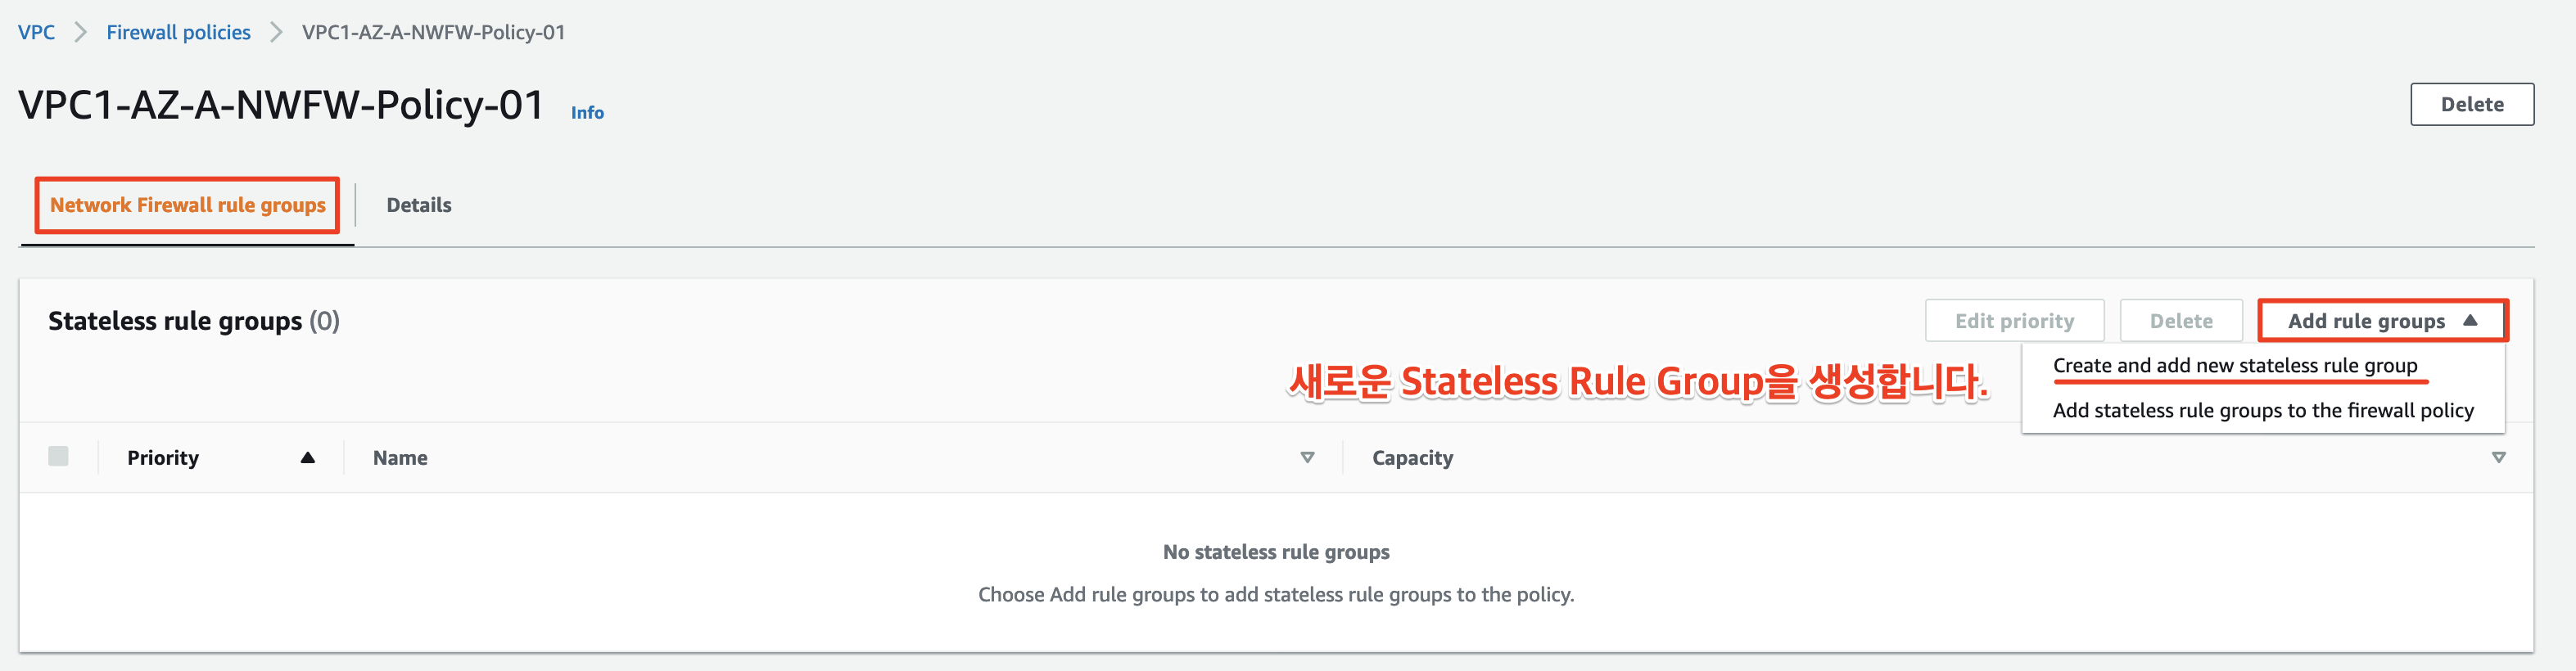 VPC > Firewall policies > VPC1-AZ-A-NWFW-Policy-01
VPC1-AZ-A-NWFW-Policy-01 Info
Delete
Network Firewall rule groups Details
Stateless rule groups (0)
Edit priority Delete Add rule groups
새로운 Stateless Rule Group을 생성합니다.
Create and add new stateless rule group
Add stateless rule groups to the firewall policy
Priority Name Capacity
No stateless rule groups
Choose Add rule groups to add stateless rule groups to the policy.